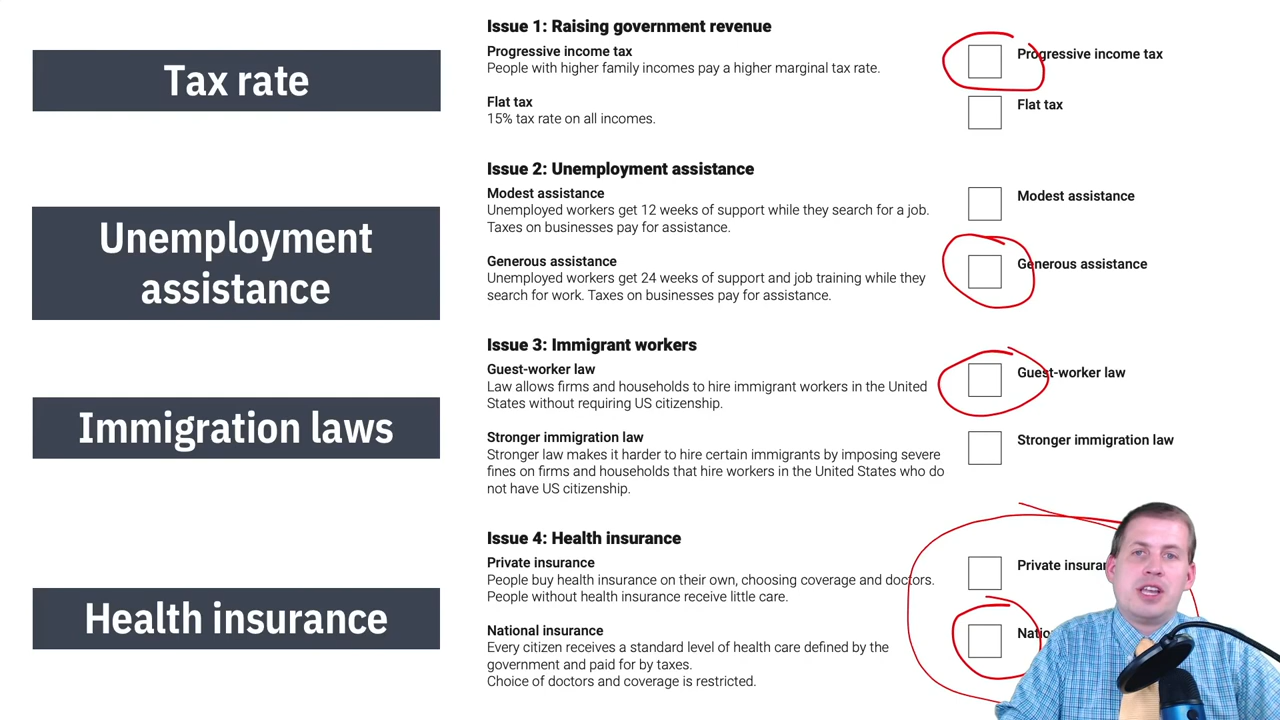 Tax rate
Unemployment
assistance
Immigration laws
Health insurance
Issue 1: Raising government revenue
Progressive income tax
People with higher family incomes pay a higher marginal tax rate.
Flat tax
15% tax rate on all incomes.
Progressive income tax
Flat tax
Issue 2: Unemployment assistance
Modest assistance
Unemployed workers get 12 weeks of support while they search for a job.
Taxes on businesses pay for assistance.
Generous assistance
Unemployed workers get 24 weeks of support and job training while they
search for work. Taxes on businesses pay for assistance.
Modest assistance
Generous assistance
Issue 3: Immigrant workers
Guest-worker law
Law allows firms and households to hire immigrant workers in the United
States without requiring US citizenship.
Stronger immigration law
Stronger law makes it harder to hire certain immigrants by imposing severe
fines on firms and households that hire workers in the United States who do
not have US citizenship.
Guest-worker law
Stronger immigration law
Issue 4: Health insurance
Private insurance
People buy health insurance on their own, choosing coverage and doctors.
People without health insurance receive little care.
National insurance
Every citizen receives a standard level of health care defined by the
government and paid for by taxes.
Choice of doctors and coverage is restricted.
Private